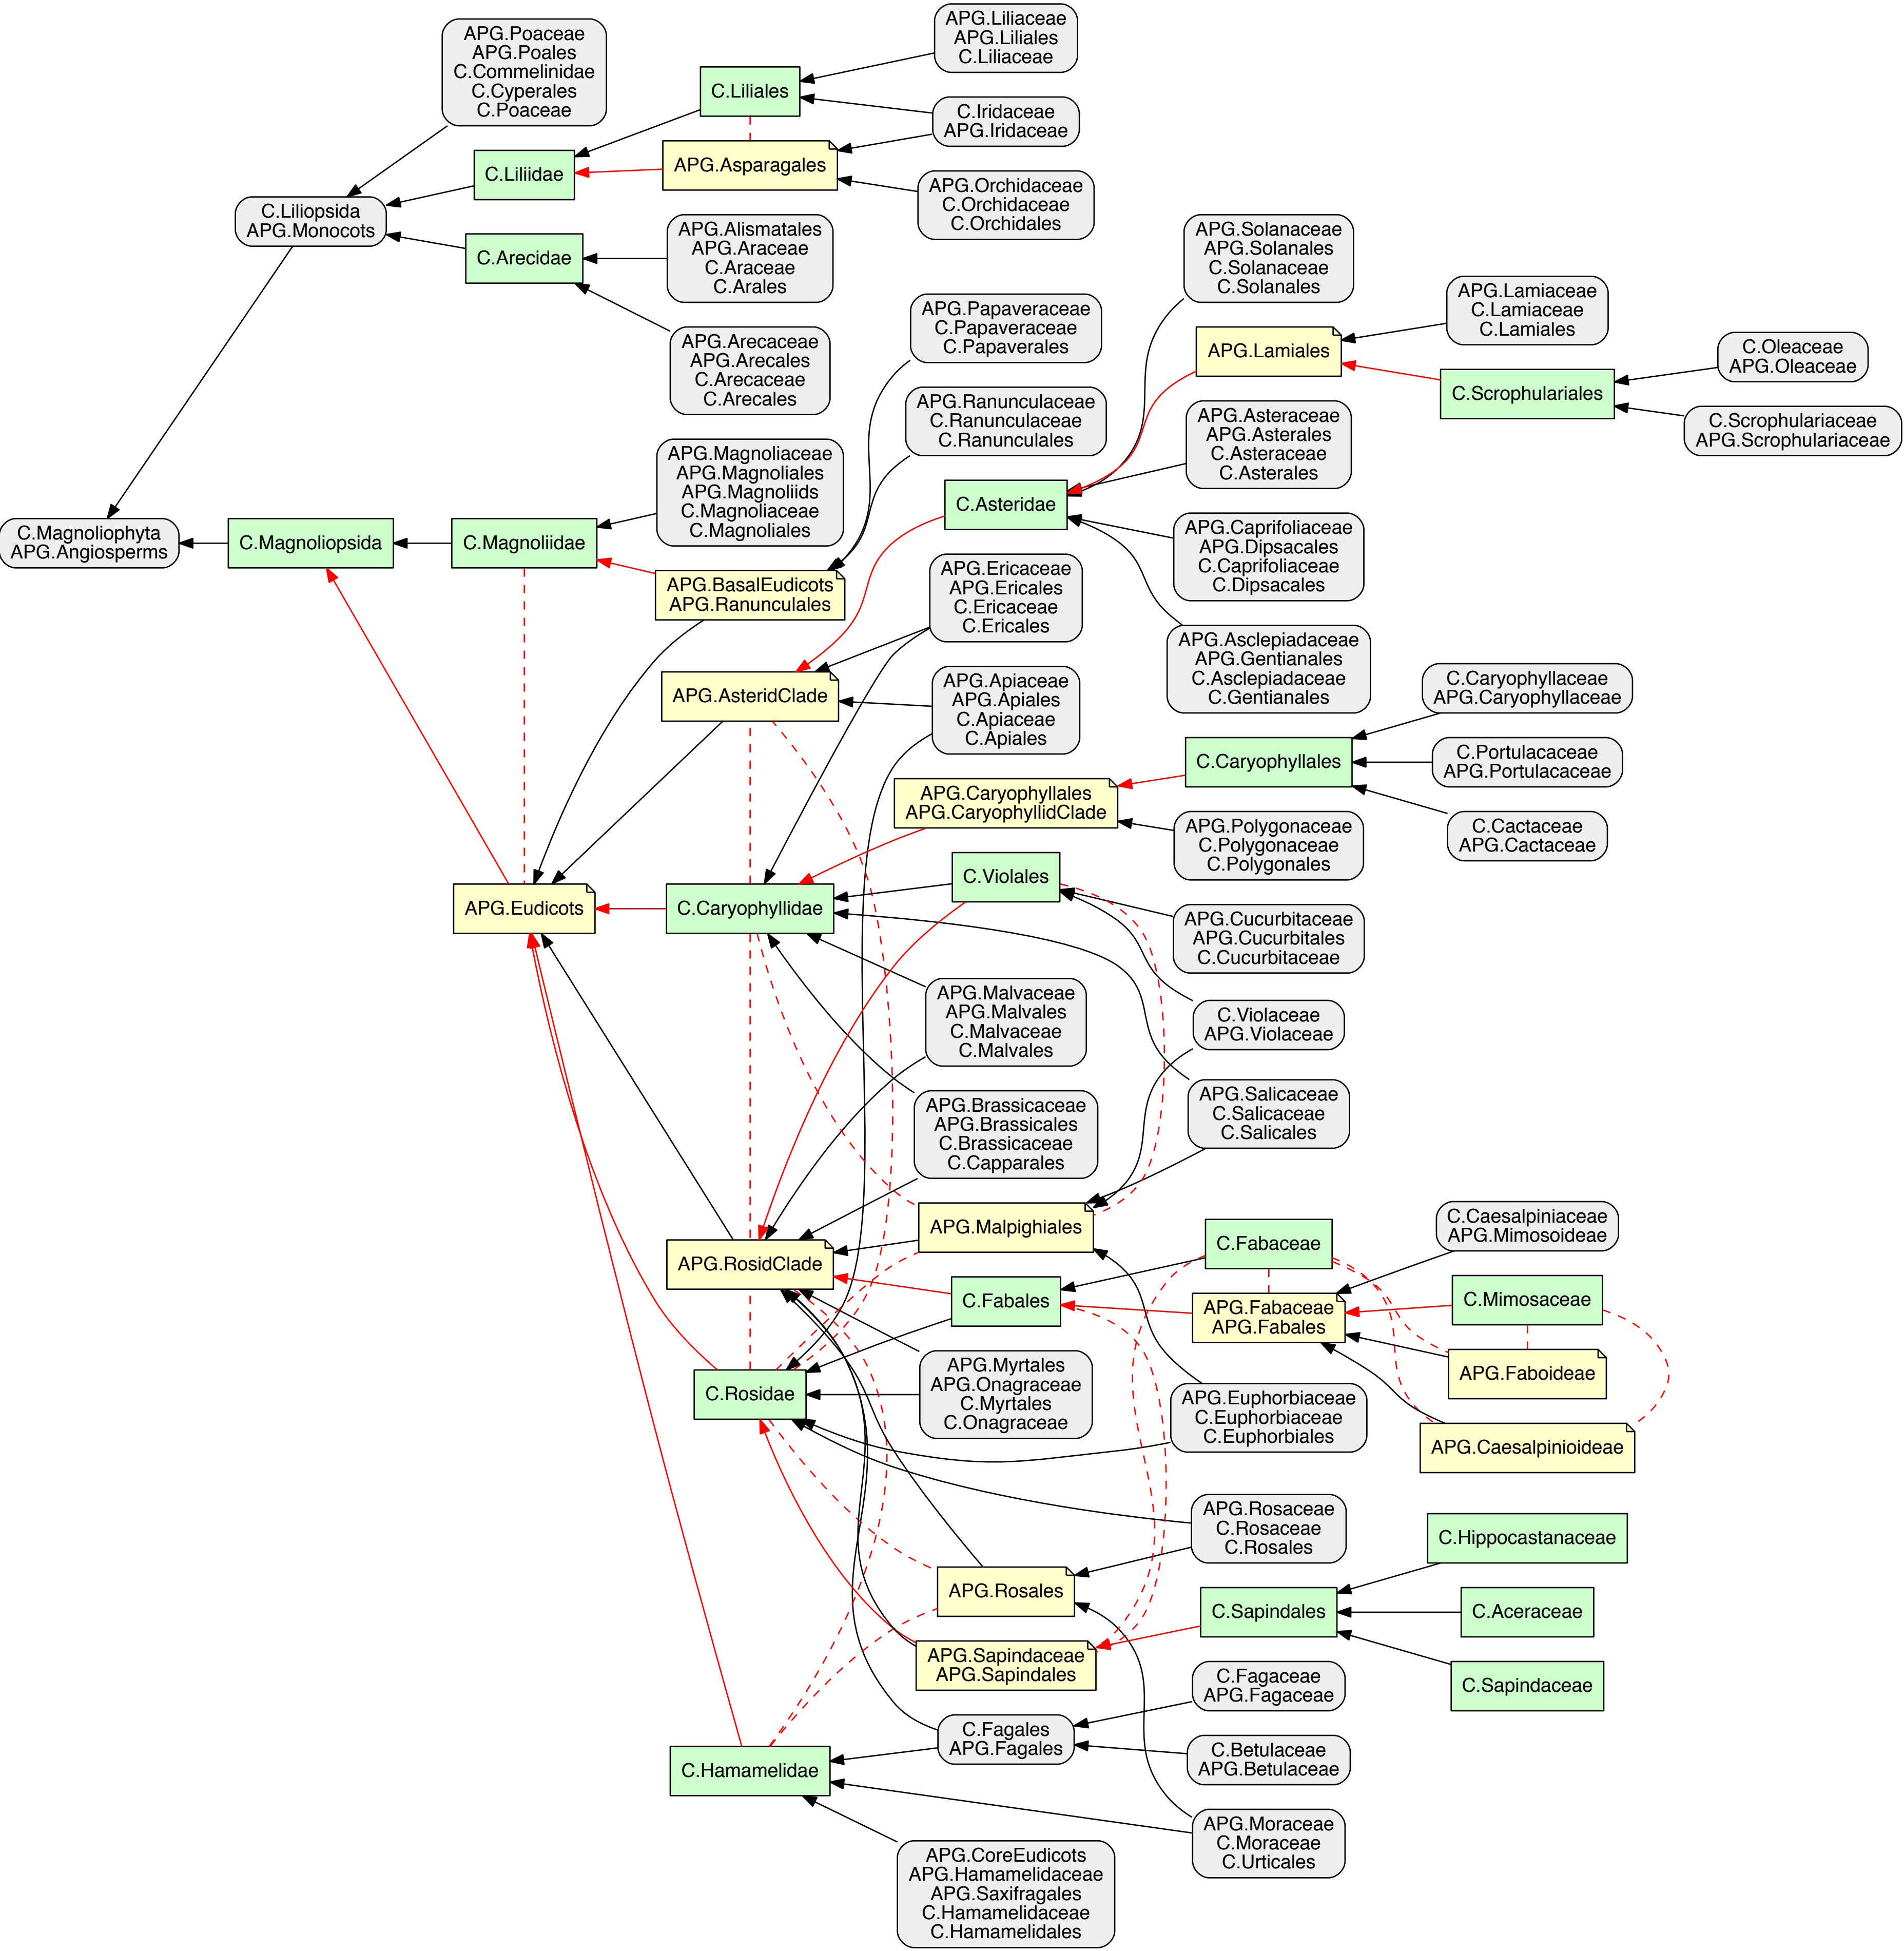 APG.Poaceae
APG.Poales
C.Commelinidae
C.Cyperales
C.Poaceae
C.Liliales
APG.Liliaceae
APG.Liliales
C.Liliaceae
C.Iridaceae
APG.Iridaceae
C.Liliidae
APG.Asparagales
APG.Orchidaceae
C.Orchidaceae
C.Orchidales
C.Liliopsida
APG.Monocots
C.Arecidae
APG.Alismatales
APG.Araceae
C.Araceae
C.Arales
APG.Arecaceae
APG.Arecales
C.Arecaceae
C.Arecales
APG.Solanaceae
APG.Solanales
C.Solanaceae
C.Solanales
APG.Lamiaceae
C.Lamiaceae
C.Lamiales
APG.Papaveraceae
C.Papaveraceae
C.Papaverales
APG.Lamiales
C.Oleaceae
APG.Oleaceae
C.Scrophulariales
C.Scrophulariaceae
APG.Scrophulariaceae
APG.Ranunculaceae
C.Ranunculaceae
C.Ranunculales
APG.Asteraceae
APG.Asterales
C.Asteraceae
C.Asterales
APG.Magnoliaceae
APG.Magnoliales
APG.Magnoliids
C.Magnoliaceae
C.Magnoliales
C.Asteridae
C.Magnoliophyta
APG.Angiosperms
C.Magnoliopsida
C.Magnoliidae
APG.Caprifoliaceae
APG.Dipsacales
C.Caprifoliaceae
C.Dipsacales
APG.BasalEudicots
APG.Ranunculales
APG.Ericaceae
APG.Ericales
C.Ericaceae
C.Ericales
APG.Asclepiadaceae
APG.Gentianales
C.Asclepiadaceae
C.Gentianales
APG.AsteridClade
APG.Apiaceae
APG.Apiales
C.Apiaceae
C.Apiales
C.Caryophyllaceae
APG.Caryophyllaceae
C.Caryophyllales
C.Portulacaceae
APG.Portulacaceae
APG.Caryophyllales
APG.CaryophyllidClade
APG.Polygonaceae
C.Polygonaceae
C.Polygonales
C.Cactaceae
APG.Cactaceae
C.Violales
APG.Eudicots
C.Caryophyllidae
APG.Cucurbitaceae
APG.Cucurbitales
C.Cucurbitaceae
APG.Malvaceae
APG.Malvales
C.Malvaceae
C.Malvales
C.Violaceae
APG.Violaceae
APG.Brassicaceae
APG.Brassicales
C.Brassicaceae
C.Capparales
APG.Salicaceae
C.Salicaceae
C.Salicales
APG.Malpighiales
C.Fabaceae
C.Caesalpiniaceae
APG.Mimosoideae
APG.RosidClade
C.Fabales
APG.Fabaceae
APG.Fabales
C.Mimosaceae
APG.Faboideae
C.Rosidae
APG.Myrtales
APG.Onagraceae
C.Myrtales
C.Onagraceae
APG.Euphorbiaceae
C.Euphorbiaceae
C.Euphorbiales
APG.Caesalpinioideae
APG.Rosaceae
C.Rosaceae
C.Rosales
C.Hippocastanaceae
APG.Rosales
C.Sapindales
C.Aceraceae
APG.Sapindaceae
APG.Sapindales
C.Fagaceae
APG.Fagaceae
C.Sapindaceae
C.Fagales
APG.Fagales
C.Betulaceae
APG.Betulaceae
C.Hamamelidae
APG.Moraceae
C.Moraceae
C.Urticales
APG.CoreEudicots
APG.Hamamelidaceae
APG.Saxifragales
C.Hamamelidaceae
C.Hamamelidales